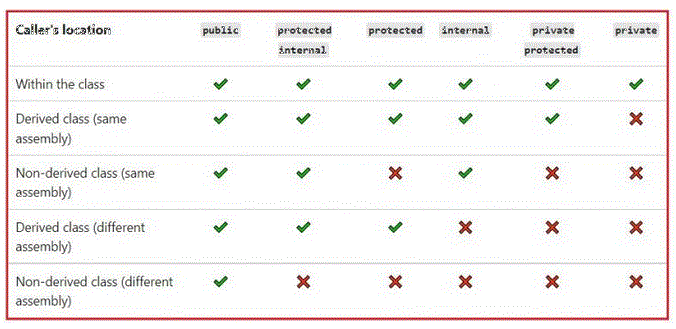 Caller's location public protected internal protected internal private protected private
Within the class ✔ ✔ ✔ ✔ ✔ ✔
Derived class (same assembly) ✔ ✔ ✔ ✔ ✔ ❌
Non-derived class (same assembly) ✔ ✔ ❌ ✔ ❌ ❌
Derived class (different assembly) ✔ ✔ ✔ ❌ ❌ ❌
Non-derived class (different assembly) ✔ ❌ ❌ ❌ ❌ ❌